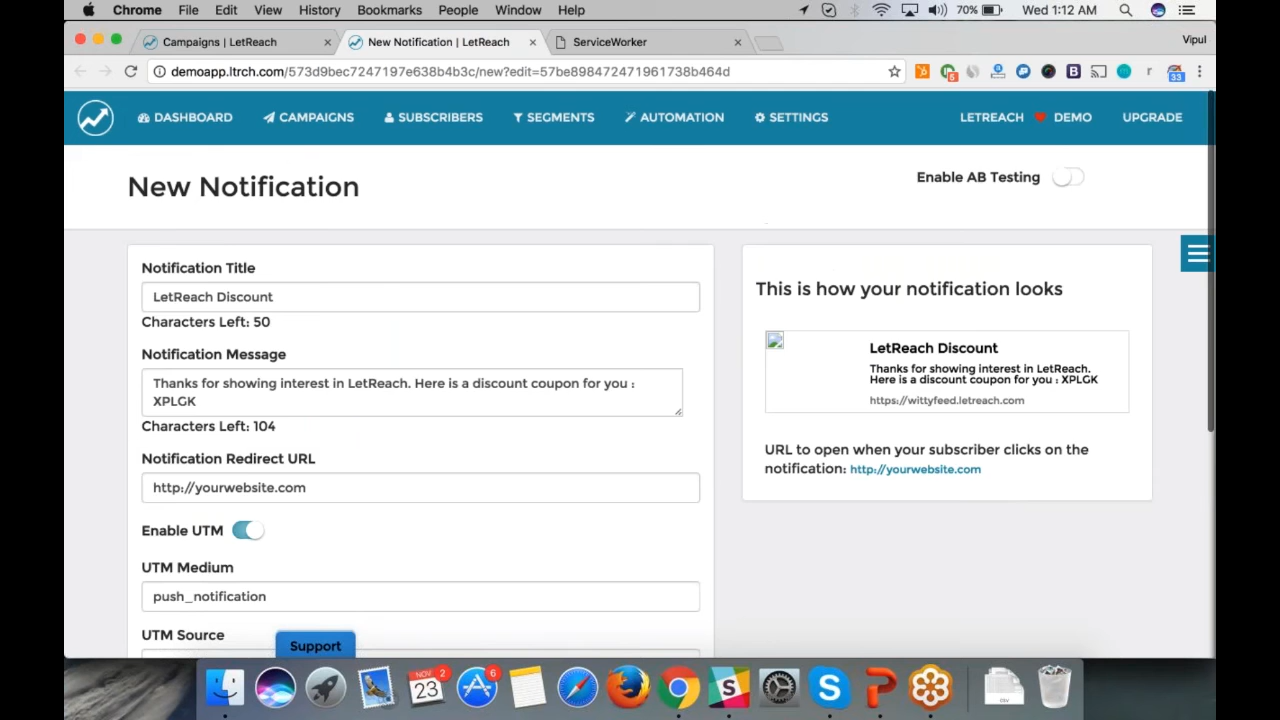 Chrome File Edit View History Bookmarks People Window Help 70% Wed 1:12 AM
Campaigns | LetReach New Notification | LetReach ServiceWorker Vipul
demoapp.ltrch.com/573d9bec7247197e638b4b3c/new?edit=57be898472471961738b464d
5 B r 33
DASHBOARD CAMPAIGNS SUBSCRIBERS SEGMENTS AUTOMATION SETTINGS LETREACH DEMO UPGRADE
New Notification
Enable AB Testing
Notification Title
LetReach Discount
Characters Left: 50
Notification Message
Thanks for showing interest in LetReach. Here is a discount coupon for you :
XPLGK
Characters Left: 104
Notification Redirect URL
http://yourwebsite.com
Enable UTM
UTM Medium
push_notification
UTM Source
This is how your notification looks
LetReach Discount
Thanks for showing interest in LetReach.
Here is a discount coupon for you : XPLGK
https://wittyfeed.letreach.com
URL to open when your subscriber clicks on the
notification: http://yourwebsite.com
Support
NOV 2
23
6
S
S
P
CSV